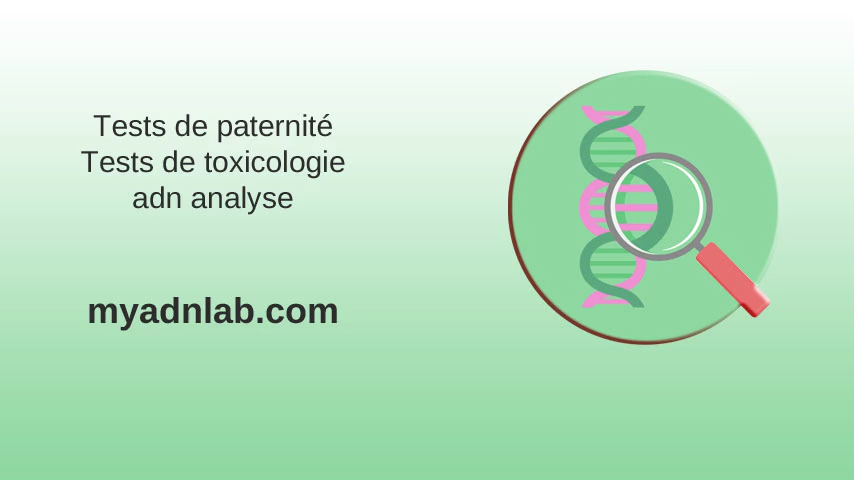 Tests de paternité
Tests de toxicologie
adn analyse
myadnlab.com